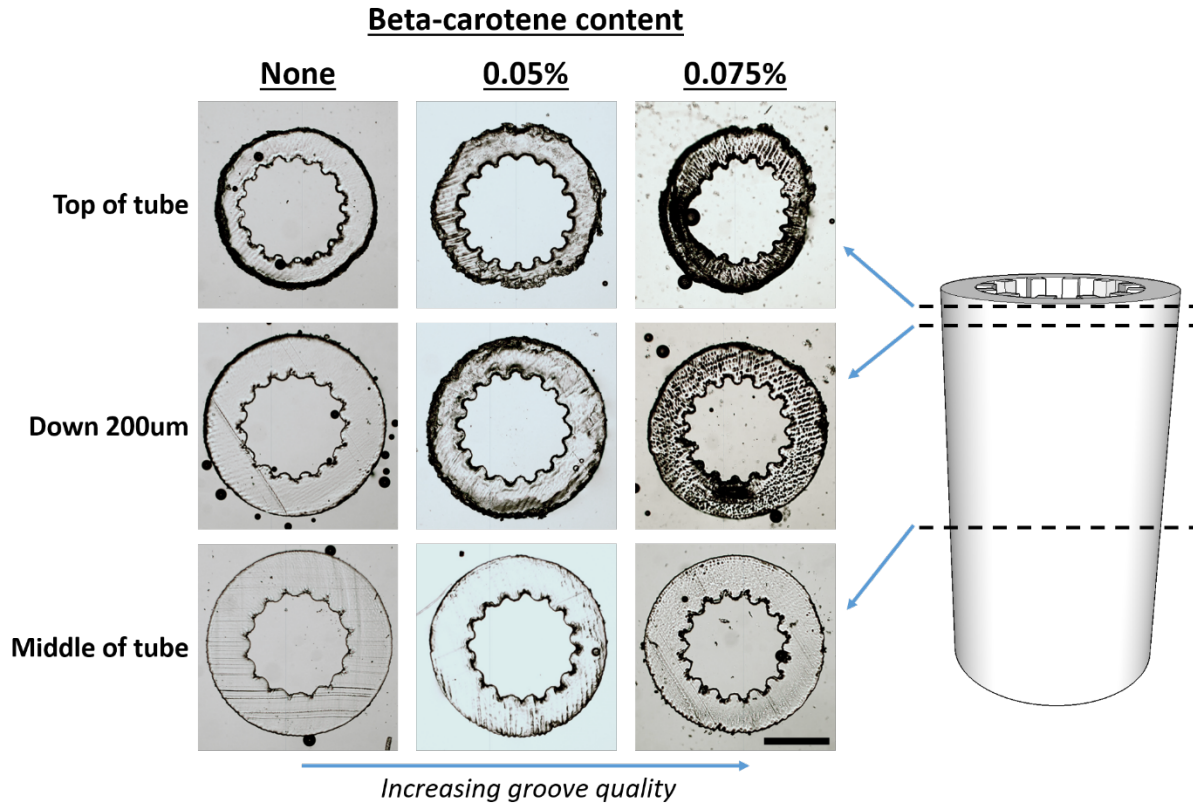 Beta-carotene content
None 0.05% 0.075%
Top of tube
Down 200um
Middle of tube
Increasing groove quality